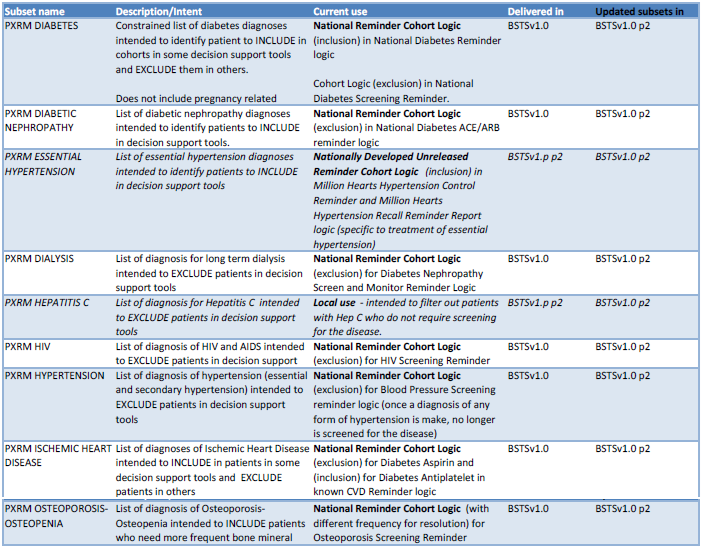 Subset name Description/Intent Current use Delivered in Updated subsets in
PXRM DIABETES Constrained list of diabetes diagnoses National Reminder Cohort Logic BSTSv1.0 BSTSv1.0 p2
intended to identify patient to INCLUDE in (inclusion) in National Diabetes Reminder
cohorts in some decision support tools logic
and EXCLUDE them in others.
Cohort Logic (exclusion) in National
Does not include pregnancy related Diabetes Screening Reminder.
PXRM DIABETIC List of diabetic nephropathy diagnoses National Reminder Cohort Logic BSTSv1.0 BSTSv1.0 p2
NEPHROPATHY intended to identify patients to INCLUDE (exclusion) in National Diabetes ACE/ARB
in decision support tools. reminder logic
PXRM ESSENTIAL List of essential hypertension diagnoses Nationally Developed Unreleased BSTSv1.p p2 BSTSv1.0 p2
HYPERTENSION intended to identify patients to INCLUDE Reminder Cohort Logic (inclusion) in
in decision support tools Million Hearts Hypertension Control
Reminder and Million Hearts
Hypertension Recall Reminder Report
logic (specific to treatment of essential
hypertension)
PXRM DIALYSIS List of diagnosis for long term dialysis National Reminder Cohort Logic BSTSv1.0 BSTSv1.0 p2
intended to EXCLUDE patients in decision (exclusion) for Diabetes Nephropathy
support tools Screen and Monitor Reminder Logic
PXRM HEPATITIS C List of diagnosis for Hepatitis C intended Local use - intended to filter out patients BSTSv1.p p2 BSTSv1.0 p2
to EXCLUDE patients in decision support with Hep C who do not require screening
tools for the disease.
PXRM HIV List of diagnosis of HIV and AIDS intended National Reminder Cohort Logic BSTSv1.0 BSTSv1.0 p2
to EXCLUDE patients in decision support (exclusion) for HIV Screening Reminder
PXRM HYPERTENSION List of diagnosis of hypertension (essential National Reminder Cohort Logic BSTSv1.0 BSTSv1.0 p2
and secondary hypertension) intended to (exclusion) for Blood Pressure Screening
EXCLUDE patients in decision support reminder logic (once a diagnosis of any
tools form of hypertension is make, no longer
is screened for the disease)
PXRM ISCHEMIC HEART List of diagnoses of Ischemic Heart Disease National Reminder Cohort Logic BSTSv1.0 BSTSv1.0 p2
DISEASE intended to INCLUDE in patients in some (exclusion) for Diabetes Aspirin and
decision support tools and EXCLUDE (inclusion) for Diabetes Antiplatelet in
patients in others known CVD Reminder logic
PXRM OSTEOPOROSIS- List of diagnosis of Osteoporosis- National Reminder Cohort Logic (with BSTSv1.0 BSTSv1.0 p2
OSTEOPENIA Osteopenia intended to INCLUDE patients different frequency for resolution) for
who need more frequent bone mineral Osteoporosis Screening Reminder